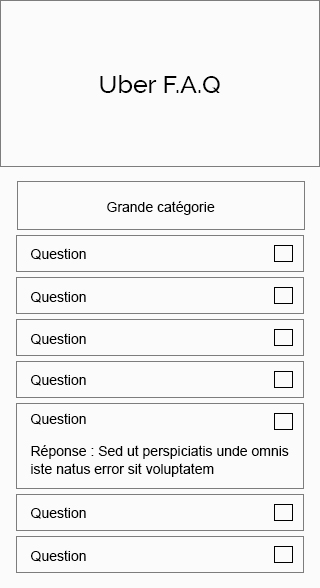 Uber F.A.Q
Grande catégorie
Question
Question
Question
Question
Question
Réponse : Sed ut perspiciatis unde omnis
iste natus error sit voluptatem
Question
Question